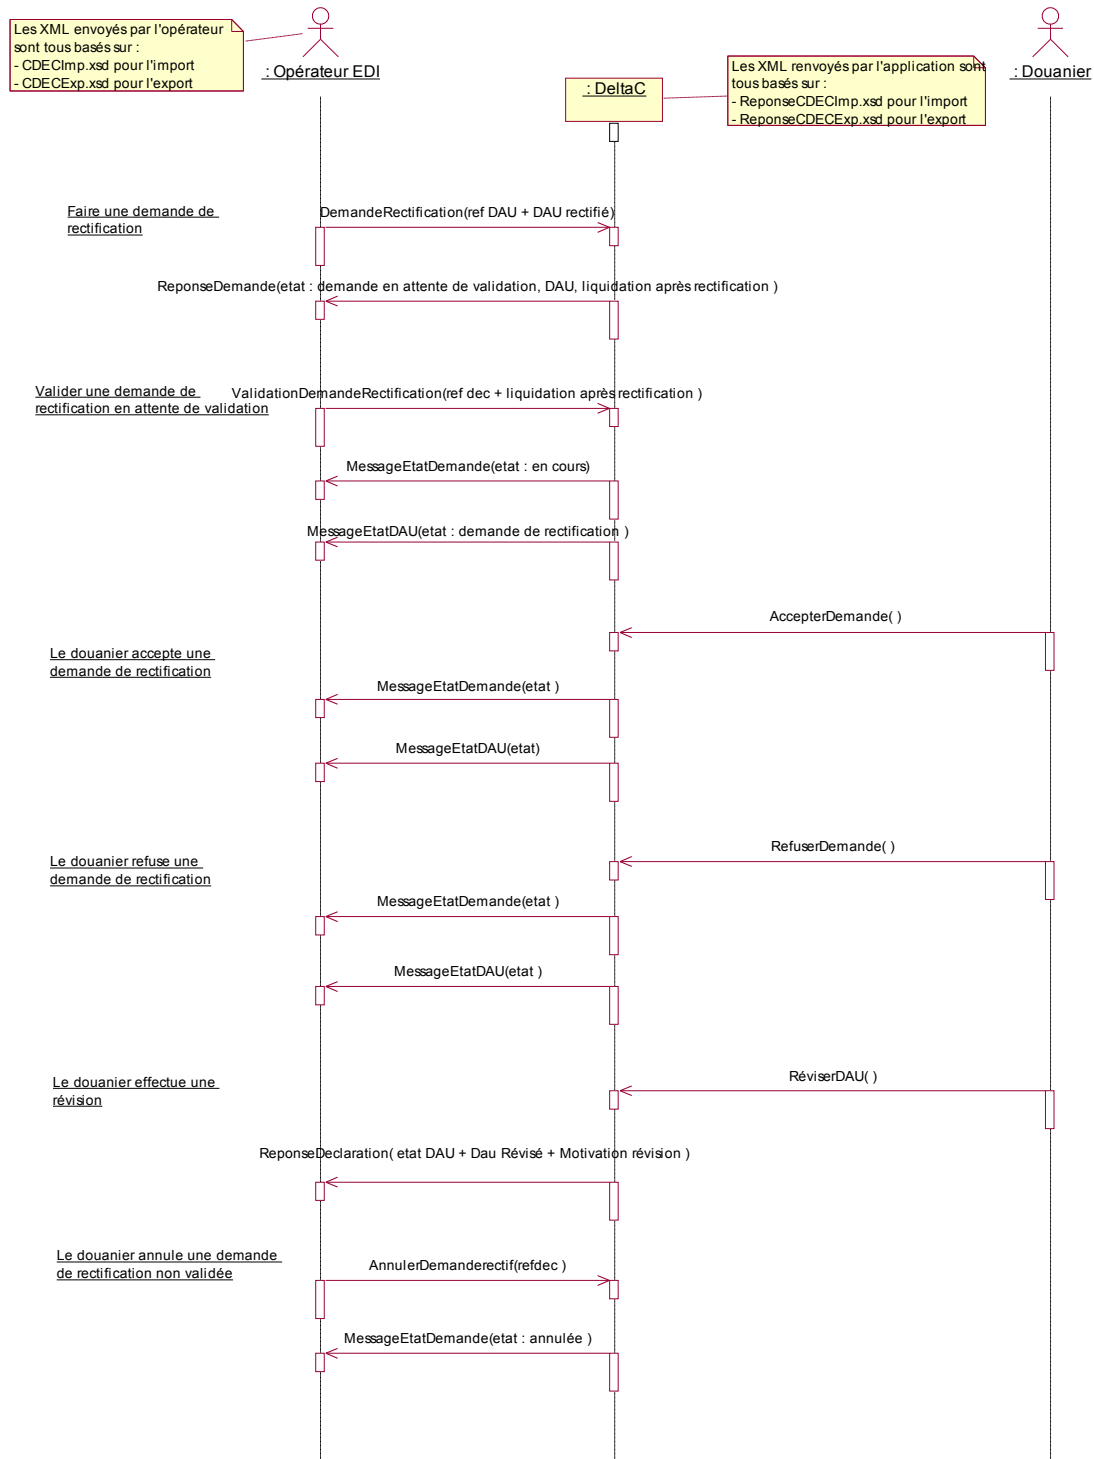 Les XML envoyés par l'opérateur
sont tous basés sur :
- CDECImp.xsd pour l'import
- CDECExp.xsd pour l'export
: Opérateur EDI
: DeltaC
Les XML renvoyés par l'application sont
tous basés sur :
- ReponseCDECImp.xsd pour l'import
- ReponseCDECExp.xsd pour l'export
: Douanier
Faire une demande de
rectification
DemandeRectification(ref DAU + DAU rectifié)
ReponseDemande(etat : demande en attente de validation, DAU, liquidation après rectification )
Valider une demande de
rectification en attente de validation
ValidationDemandeRectification(ref dec + liquidation après rectification )
MessageEtatDemande(etat : en cours)
MessageEtatDAU(etat : demande de rectification )
AccepterDemande( )
Le douanier accepte une
demande de rectification
MessageEtatDemande(etat )
MessageEtatDAU(etat)
RefuserDemande( )
Le douanier refuse une
demande de rectification
MessageEtatDemande(etat )
MessageEtatDAU(etat )
RéviserDAU( )
Le douanier effectue une
révision
ReponseDeclaration( etat DAU + Dau Révisé + Motivation révision )
Le douanier annule une demande
de rectification non validée
AnnulerDemanderectif(refdec )
MessageEtatDemande(etat : annulée )